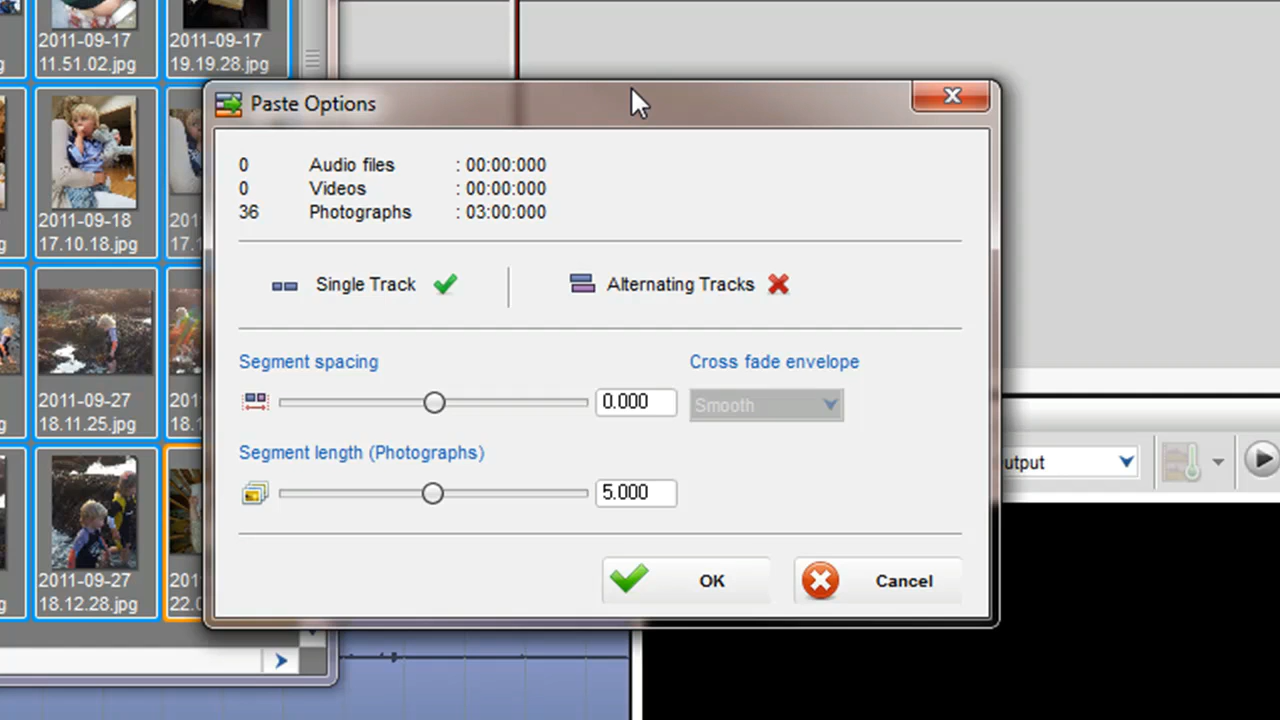 2011-09-17
11.51.02.jpg
2011-09-17
19.19.28.jpg
Paste Options
0 Audio files : 00:00:000
0 Videos : 00:00:000
36 Photographs : 03:00:000
Single Track
Alternating Tracks
Segment spacing
Cross fade envelope
0.000
Smooth
Segment length (Photographs)
5.000
OK
Cancel
2011-09-18
17.10.18.jpg
2011-09-27
18.11.25.jpg
2011-09-27
18.12.28.jpg
utput